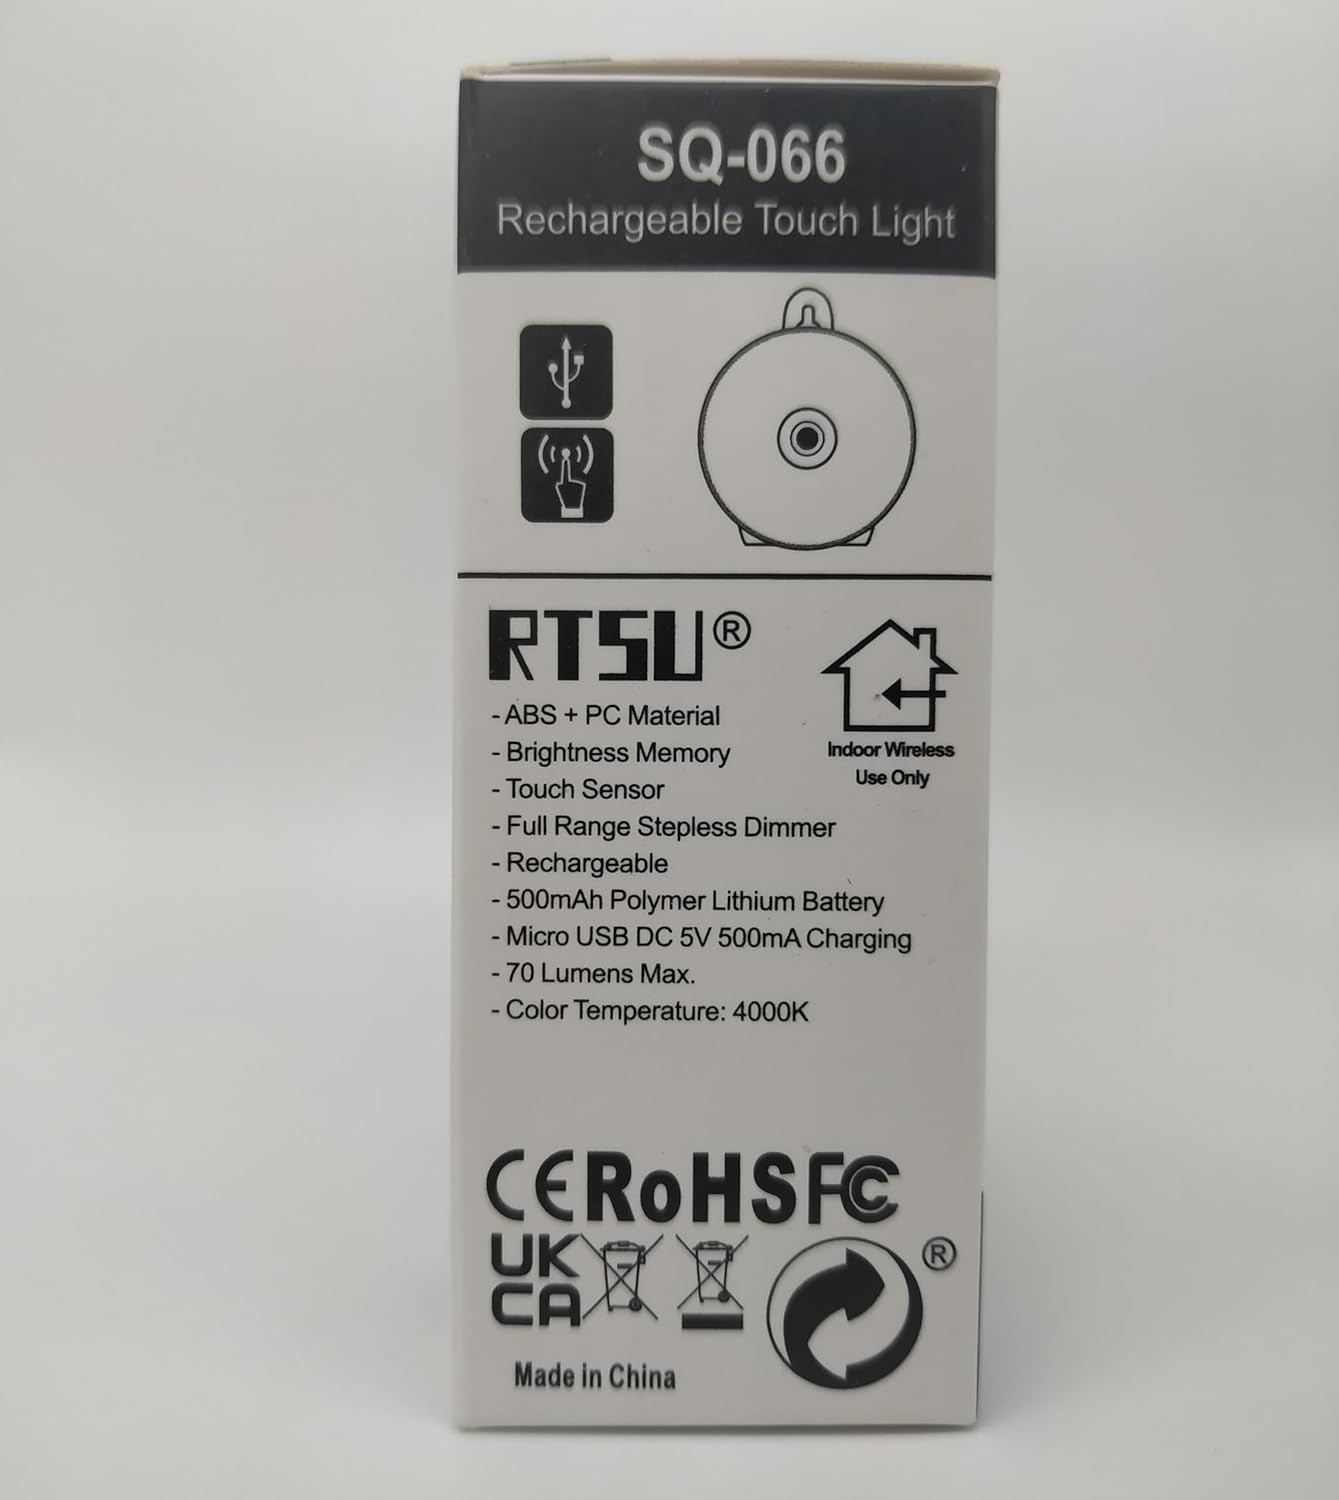 SQ-066
Rechargeable Touch Light
RTSU®
- ABS + PC Material
- Brightness Memory
- Touch Sensor
- Full Range Stepless Dimmer
- Rechargeable
- 500mAh Polymer Lithium Battery
- Micro USB DC 5V 500mA Charging
- 70 Lumens Max.
- Color Temperature: 4000K
Indoor Wireless
Use Only
CE RoHS FC
UK
CA
®
Made in China